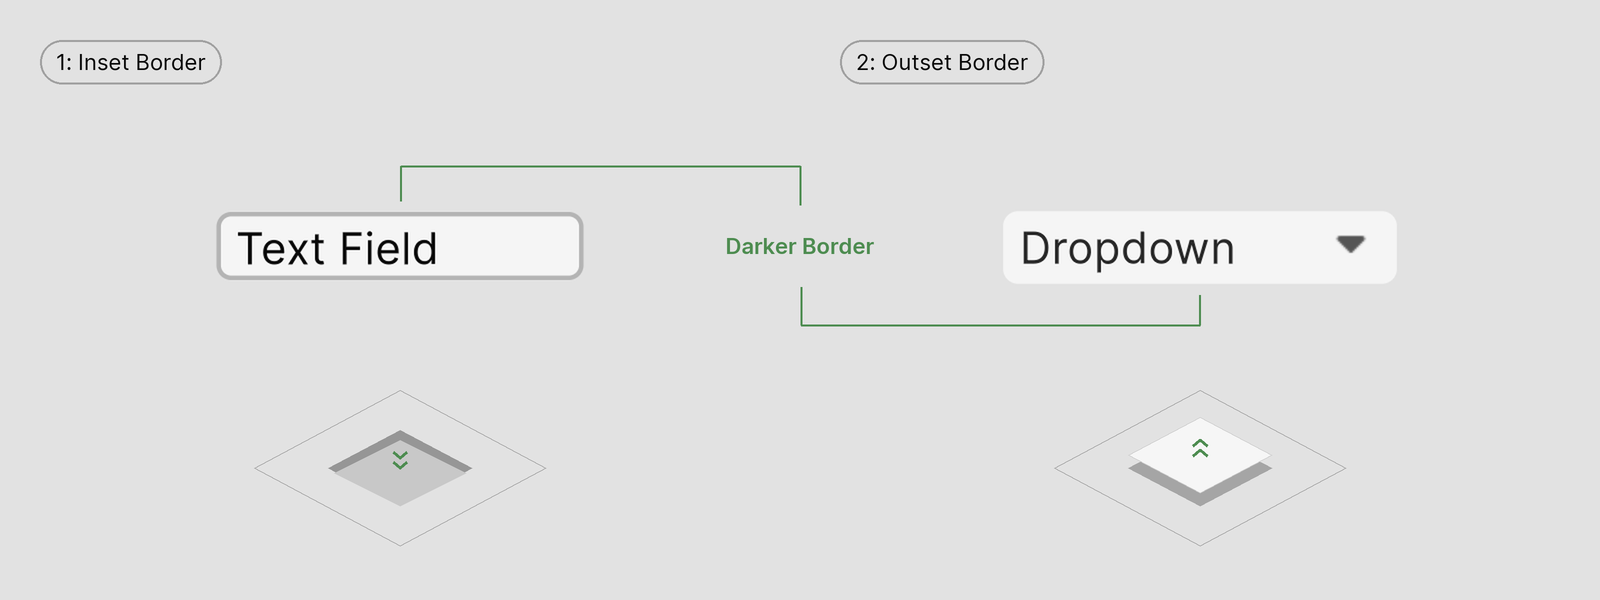 1: Inset Border
2: Outset Border
Text Field
Darker Border
Dropdown